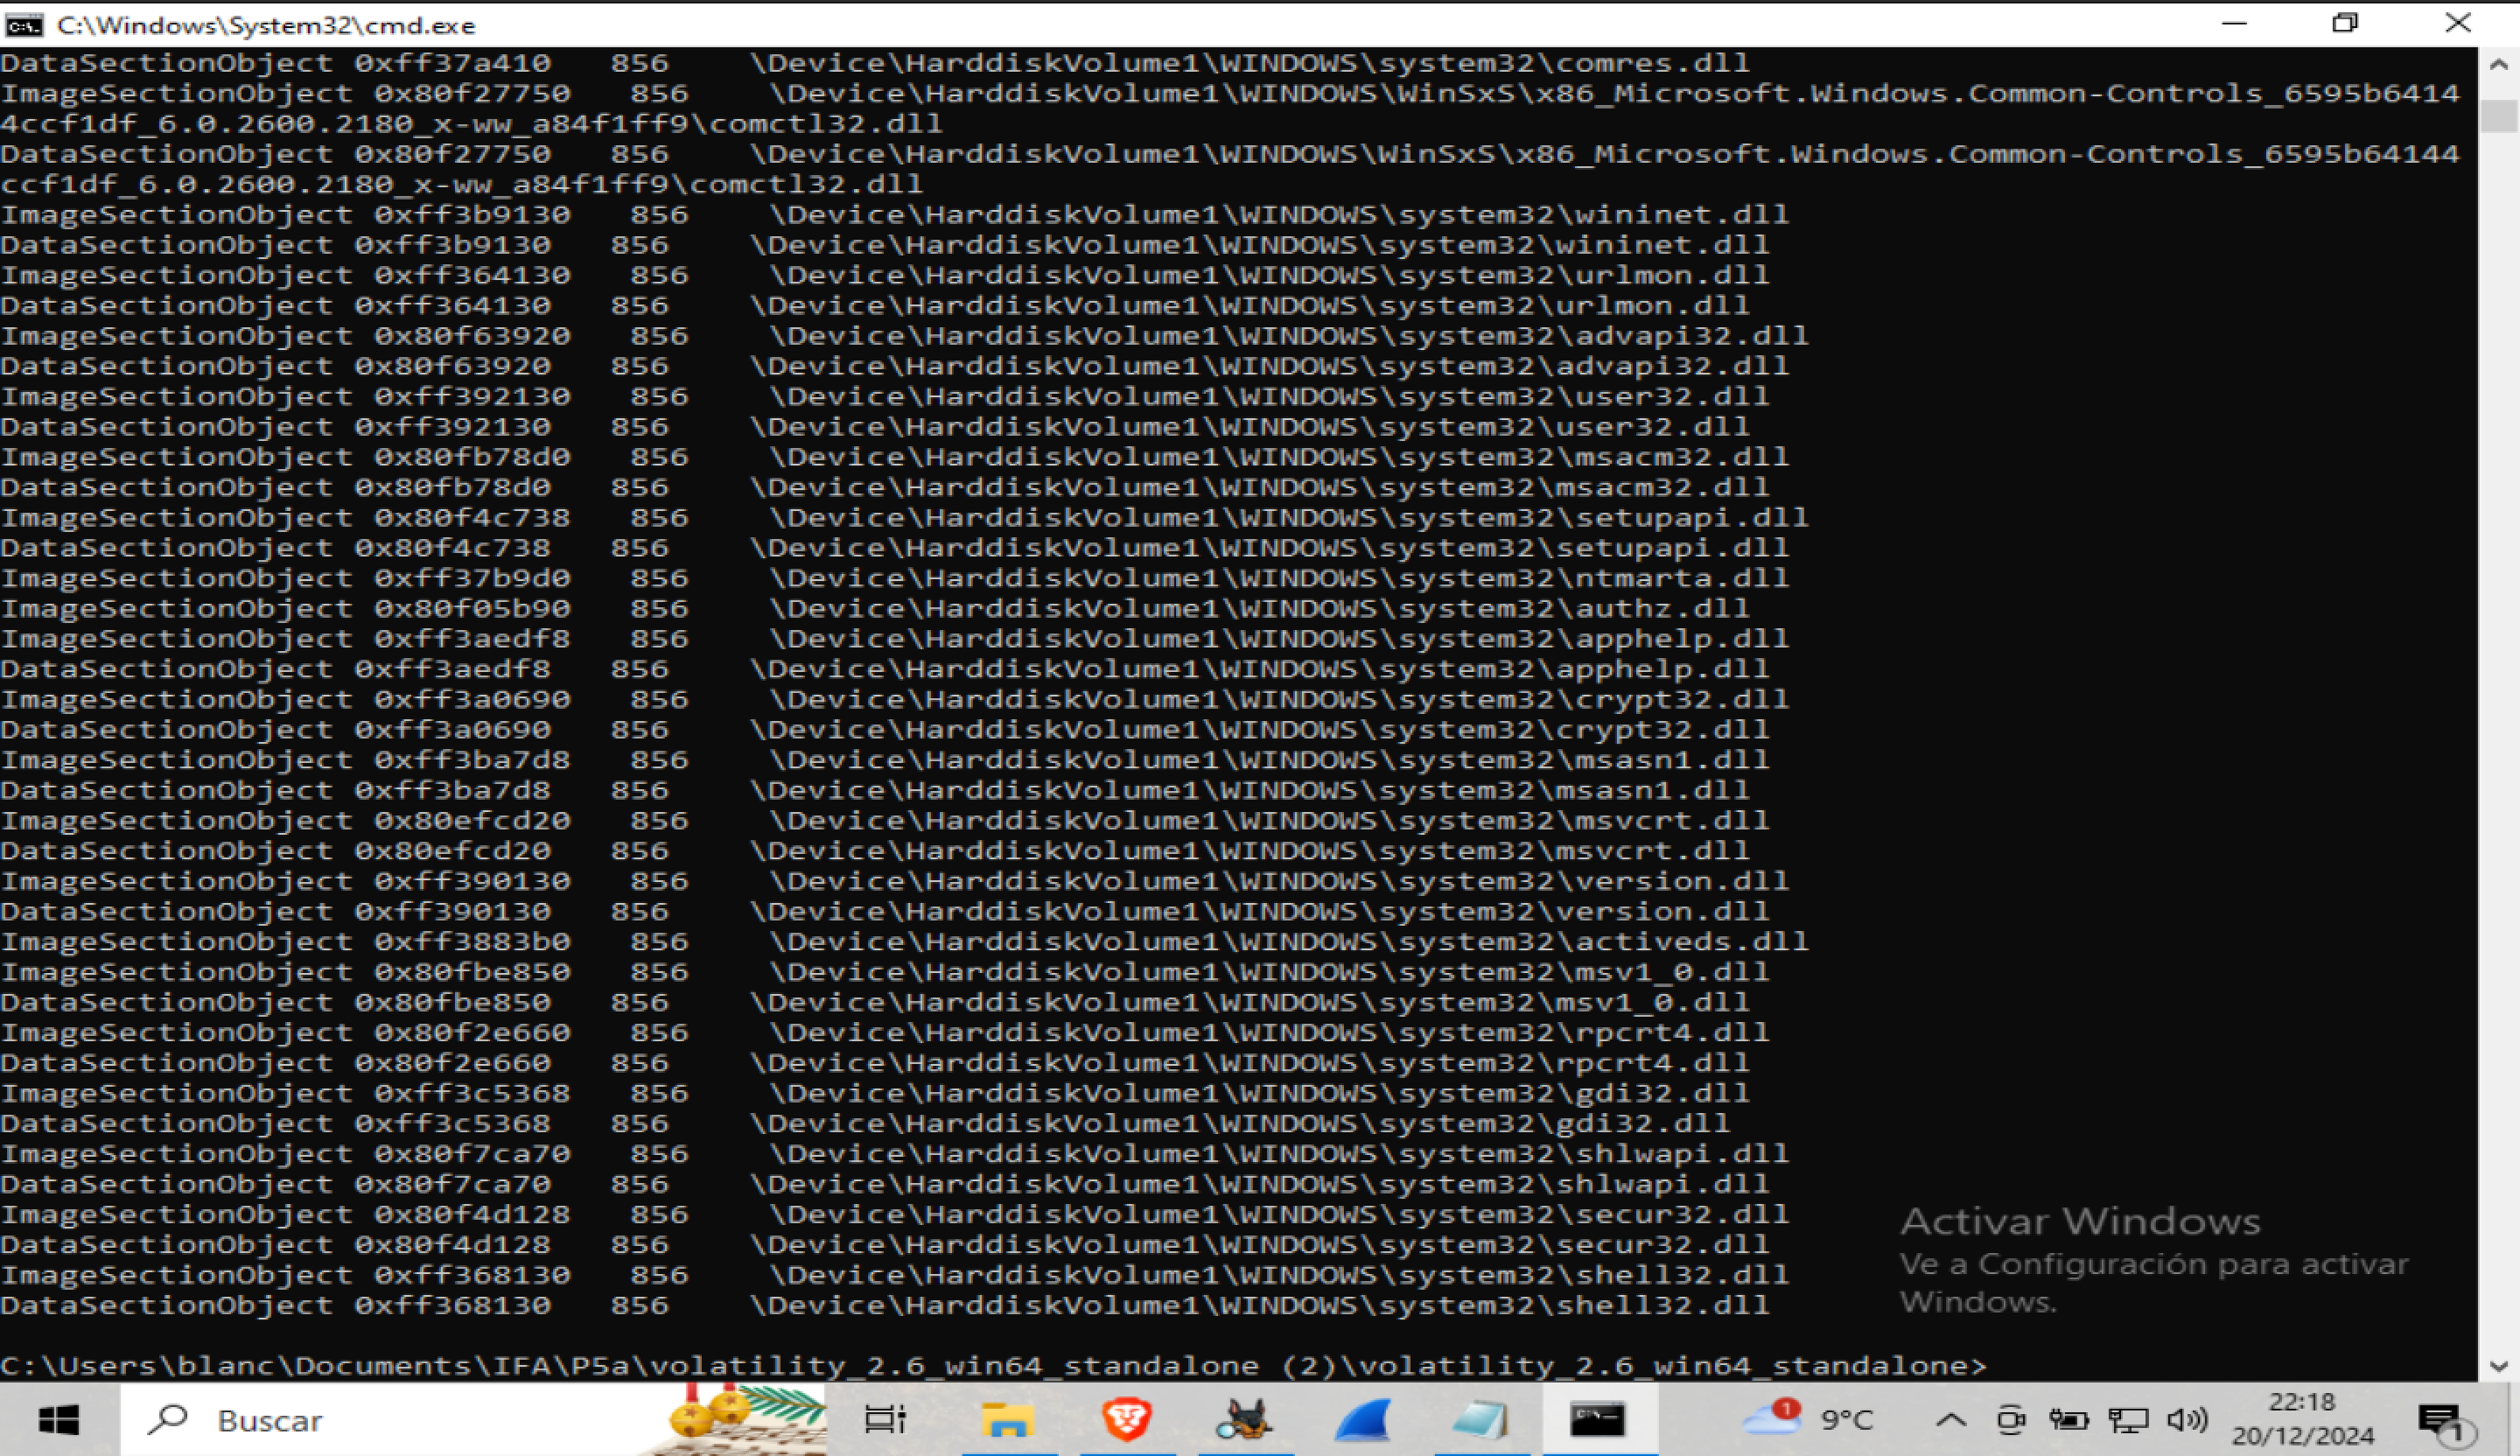 C:\Windows\System32\cmd.exe
DataSectionObject 0xff37a410   856    \Device\HarddiskVolume1\WINDOWS\system32\comres.dll
ImageSectionObject 0x80f27750   856    \Device\HarddiskVolume1\WINDOWS\WinSxS\x86_Microsoft.Windows.Common-Controls_6595b6414
4ccf1df_6.0.2600.2180_x-ww_a84f1ff9\comctl32.dll
DataSectionObject 0x80f27750   856    \Device\HarddiskVolume1\WINDOWS\WinSxS\x86_Microsoft.Windows.Common-Controls_6595b64144
ccf1df_6.0.2600.2180_x-ww_a84f1ff9\comctl32.dll
ImageSectionObject 0xff3b9130   856    \Device\HarddiskVolume1\WINDOWS\system32\wininet.dll
DataSectionObject 0xff3b9130   856    \Device\HarddiskVolume1\WINDOWS\system32\wininet.dll
ImageSectionObject 0xff364130   856    \Device\HarddiskVolume1\WINDOWS\system32\urlmon.dll
DataSectionObject 0xff364130   856    \Device\HarddiskVolume1\WINDOWS\system32\urlmon.dll
ImageSectionObject 0x80f63920   856    \Device\HarddiskVolume1\WINDOWS\system32\advapi32.dll
DataSectionObject 0x80f63920   856    \Device\HarddiskVolume1\WINDOWS\system32\advapi32.dll
ImageSectionObject 0xff392130   856    \Device\HarddiskVolume1\WINDOWS\system32\user32.dll
DataSectionObject 0xff392130   856    \Device\HarddiskVolume1\WINDOWS\system32\user32.dll
ImageSectionObject 0x80fb78d0   856    \Device\HarddiskVolume1\WINDOWS\system32\msacm32.dll
DataSectionObject 0x80fb78d0   856    \Device\HarddiskVolume1\WINDOWS\system32\msacm32.dll
ImageSectionObject 0x80f4c738   856    \Device\HarddiskVolume1\WINDOWS\system32\setupapi.dll
DataSectionObject 0x80f4c738   856    \Device\HarddiskVolume1\WINDOWS\system32\setupapi.dll
ImageSectionObject 0xff37b9d0   856    \Device\HarddiskVolume1\WINDOWS\system32\ntmarta.dll
ImageSectionObject 0x80f05b90   856    \Device\HarddiskVolume1\WINDOWS\system32\authz.dll
ImageSectionObject 0xff3aedf8   856    \Device\HarddiskVolume1\WINDOWS\system32\apphelp.dll
DataSectionObject 0xff3aedf8   856    \Device\HarddiskVolume1\WINDOWS\system32\apphelp.dll
ImageSectionObject 0xff3a0690   856    \Device\HarddiskVolume1\WINDOWS\system32\crypt32.dll
DataSectionObject 0xff3a0690   856    \Device\HarddiskVolume1\WINDOWS\system32\crypt32.dll
ImageSectionObject 0xff3ba7d8   856    \Device\HarddiskVolume1\WINDOWS\system32\msasn1.dll
DataSectionObject 0xff3ba7d8   856    \Device\HarddiskVolume1\WINDOWS\system32\msasn1.dll
ImageSectionObject 0x80efcd20   856    \Device\HarddiskVolume1\WINDOWS\system32\msvcrt.dll
DataSectionObject 0x80efcd20   856    \Device\HarddiskVolume1\WINDOWS\system32\msvcrt.dll
ImageSectionObject 0xff390130   856    \Device\HarddiskVolume1\WINDOWS\system32\version.dll
DataSectionObject 0xff390130   856    \Device\HarddiskVolume1\WINDOWS\system32\version.dll
ImageSectionObject 0xff3883b0   856    \Device\HarddiskVolume1\WINDOWS\system32\activeds.dll
ImageSectionObject 0x80fbe850   856    \Device\HarddiskVolume1\WINDOWS\system32\msv1_0.dll
DataSectionObject 0x80fbe850   856    \Device\HarddiskVolume1\WINDOWS\system32\msv1_0.dll
ImageSectionObject 0x80f2e660   856    \Device\HarddiskVolume1\WINDOWS\system32\rpcrt4.dll
DataSectionObject 0x80f2e660   856    \Device\HarddiskVolume1\WINDOWS\system32\rpcrt4.dll
ImageSectionObject 0xff3c5368   856    \Device\HarddiskVolume1\WINDOWS\system32\gdi32.dll
DataSectionObject 0xff3c5368   856    \Device\HarddiskVolume1\WINDOWS\system32\gdi32.dll
ImageSectionObject 0x80f7ca70   856    \Device\HarddiskVolume1\WINDOWS\system32\shlwapi.dll
DataSectionObject 0x80f7ca70   856    \Device\HarddiskVolume1\WINDOWS\system32\shlwapi.dll
ImageSectionObject 0x80f4d128   856    \Device\HarddiskVolume1\WINDOWS\system32\secur32.dll
DataSectionObject 0x80f4d128   856    \Device\HarddiskVolume1\WINDOWS\system32\secur32.dll
ImageSectionObject 0xff368130   856    \Device\HarddiskVolume1\WINDOWS\system32\shell32.dll
DataSectionObject 0xff368130   856    \Device\HarddiskVolume1\WINDOWS\system32\shell32.dll
Activar Windows
Ve a Configuración para activar
Windows.
C:\Users\blanc\Documents\IFA\P5a\volatility_2.6_win64_standalone (2)\volatility_2.6_win64_standalone>
Buscar
1
9°C
22:18
20/12/2024
1